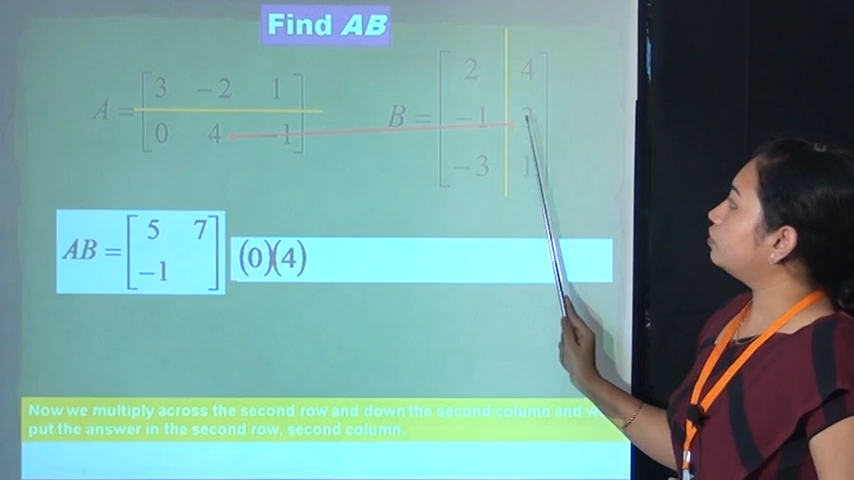 Find AB
A = [3 -2 1
0 4 -1]
B = [2 4
-1 3
-3 1]
AB = [5 7
-1 ]
(0)(4)
Now we multiply across the second row and down the second column and w
put the answer in the second row, second column.